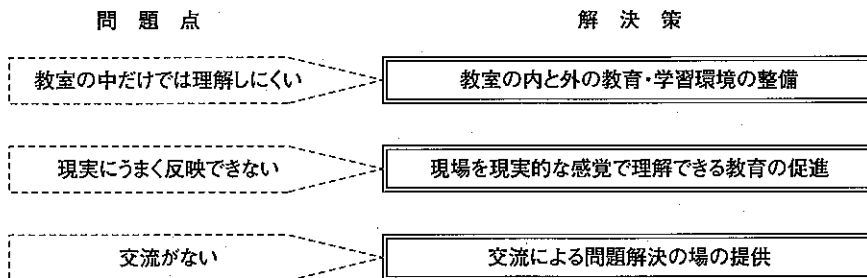 問題点 解決策
教室の中だけでは理解しにくい 教室の内と外の教育・学習環境の整備
現実にうまく反映できない 現場を現実的な感覚で理解できる教育の促進
交流がない 交流による問題解決の場の提供